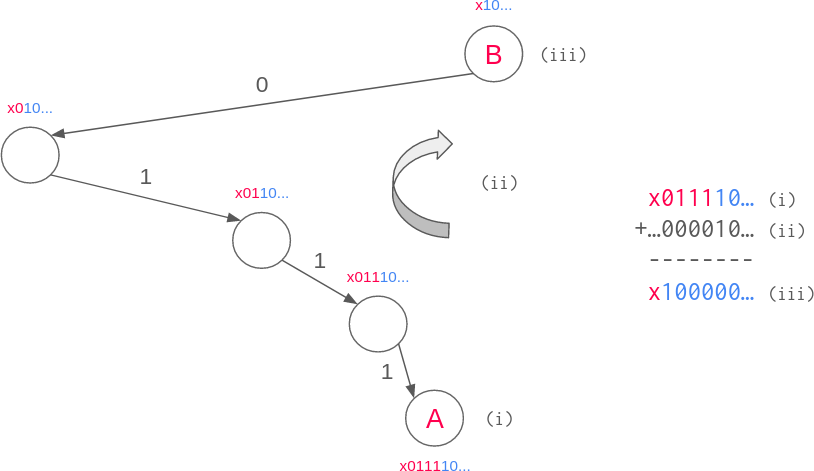 x10...
B (iii)
0
x010...
1
x0110...
(ii)
x011110… (i)
+…000010… (ii)
--------
x100000… (iii)
1
x01110...
1
A (i)
x011110...